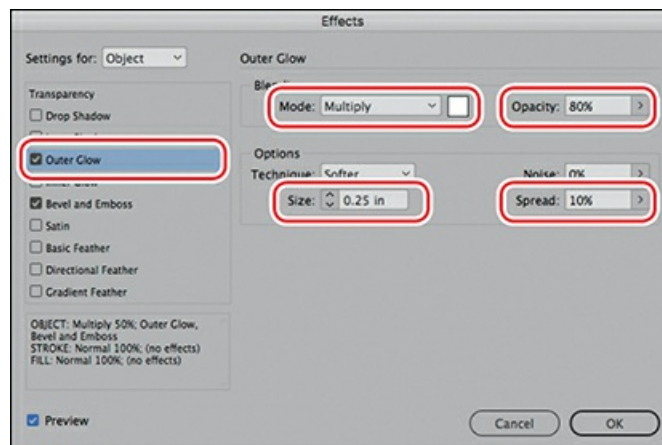 Effects
Settings for: Object
Transparency
Drop Shadow
Outer Glow
Bevel and Emboss
Satin
Basic Feather
Directional Feather
Gradient Feather
OBJECT: Multiply 50%; Outer Glow,
Bevel and Emboss
STROKE: Normal 100%; (no effects)
FILL: Normal 100%; (no effects)
Preview
Outer Glow
Mode: Multiply Opacity: 80%
Options
Technique: Softer Noise: 0%
Size: 0.25 in Spread: 10%
Cancel OK